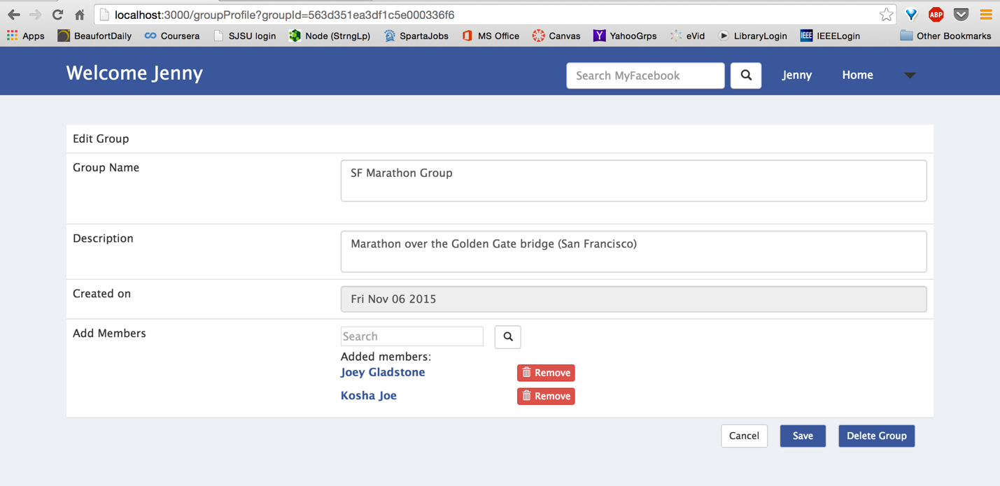 localhost:3000/groupProfile?groupId=563d351ea3df1c5e000336f6
ABP
Apps BeaufortDaily Coursera SJSU login Node (StrngLp) SpartaJobs MS Office Canvas Y YahooGrps eVid LibraryLogin IEEE IEEELogin Other Bookmarks
Welcome Jenny Search MyFacebook Jenny Home
Edit Group
Group Name SF Marathon Group
Description Marathon over the Golden Gate bridge (San Francisco)
Created on Fri Nov 06 2015
Add Members Search
Added members:
Joey Gladstone Remove
Kosha Joe Remove
Cancel Save Delete Group